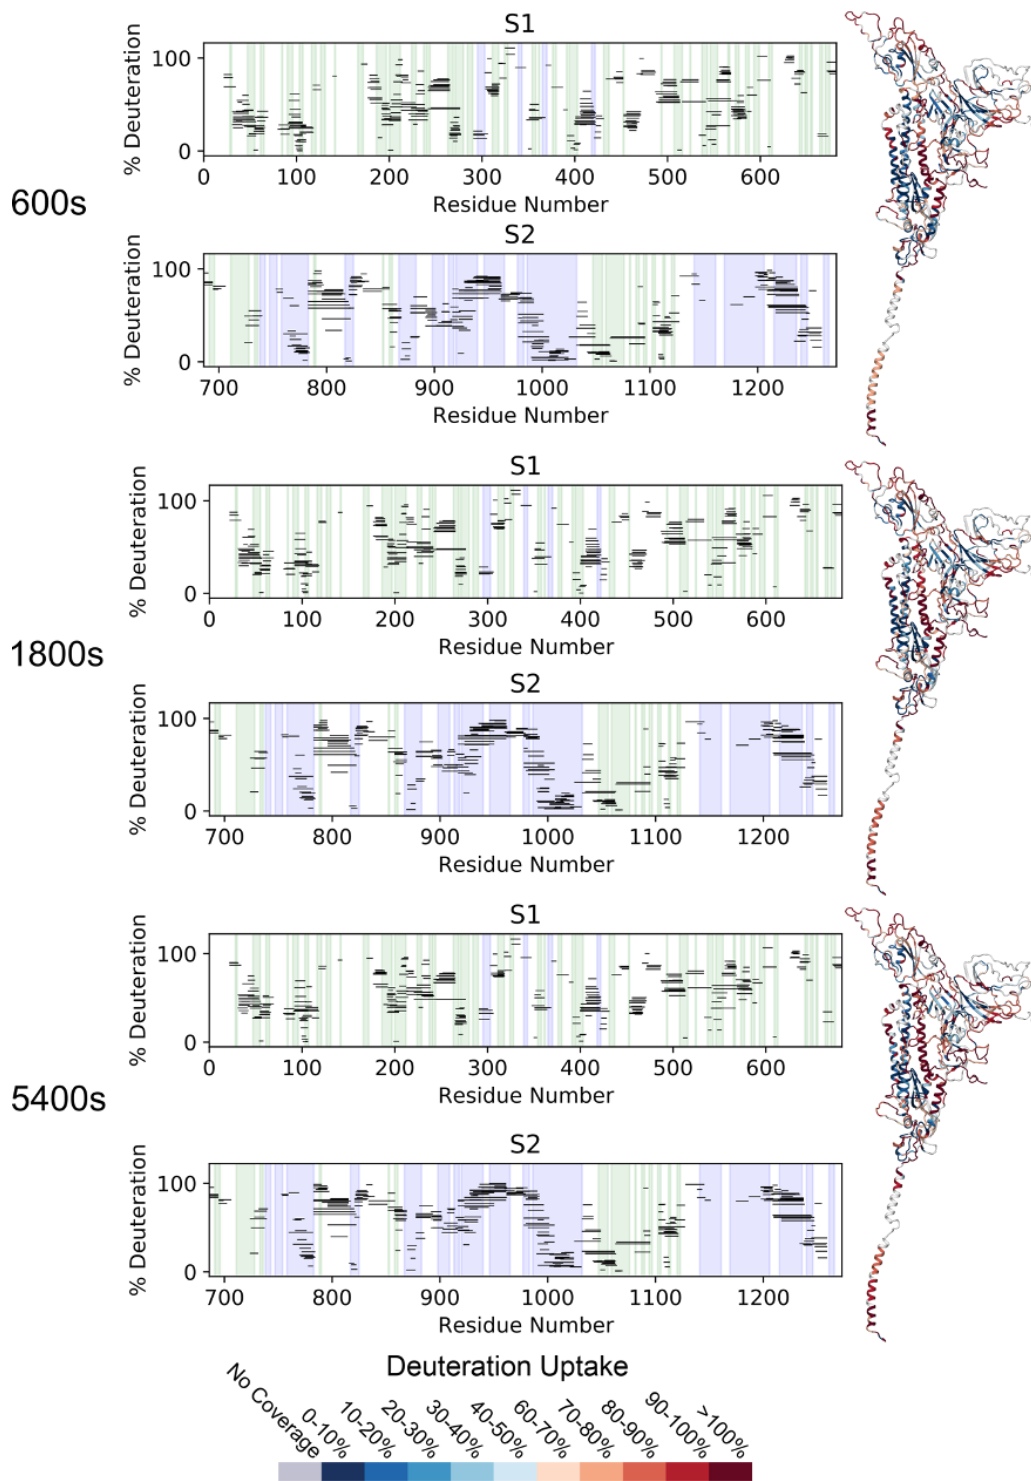 S1
% Deuteration
100
0
0 100 200 300 400 500 600
Residue Number
600s
S2
% Deuteration
100
0
700 800 900 1000 1100 1200
Residue Number
S1
% Deuteration
100
0
0 100 200 300 400 500 600
Residue Number
1800s
S2
% Deuteration
100
0
700 800 900 1000 1100 1200
Residue Number
S1
% Deuteration
100
0
0 100 200 300 400 500 600
Residue Number
5400s
S2
% Deuteration
100
0
700 800 900 1000 1100 1200
Residue Number
Deuteration Uptake
No Coverage
0-10%
10-20%
20-30%
30-40%
40-50%
60-70%
70-80%
80-90%
90-100%
>100%